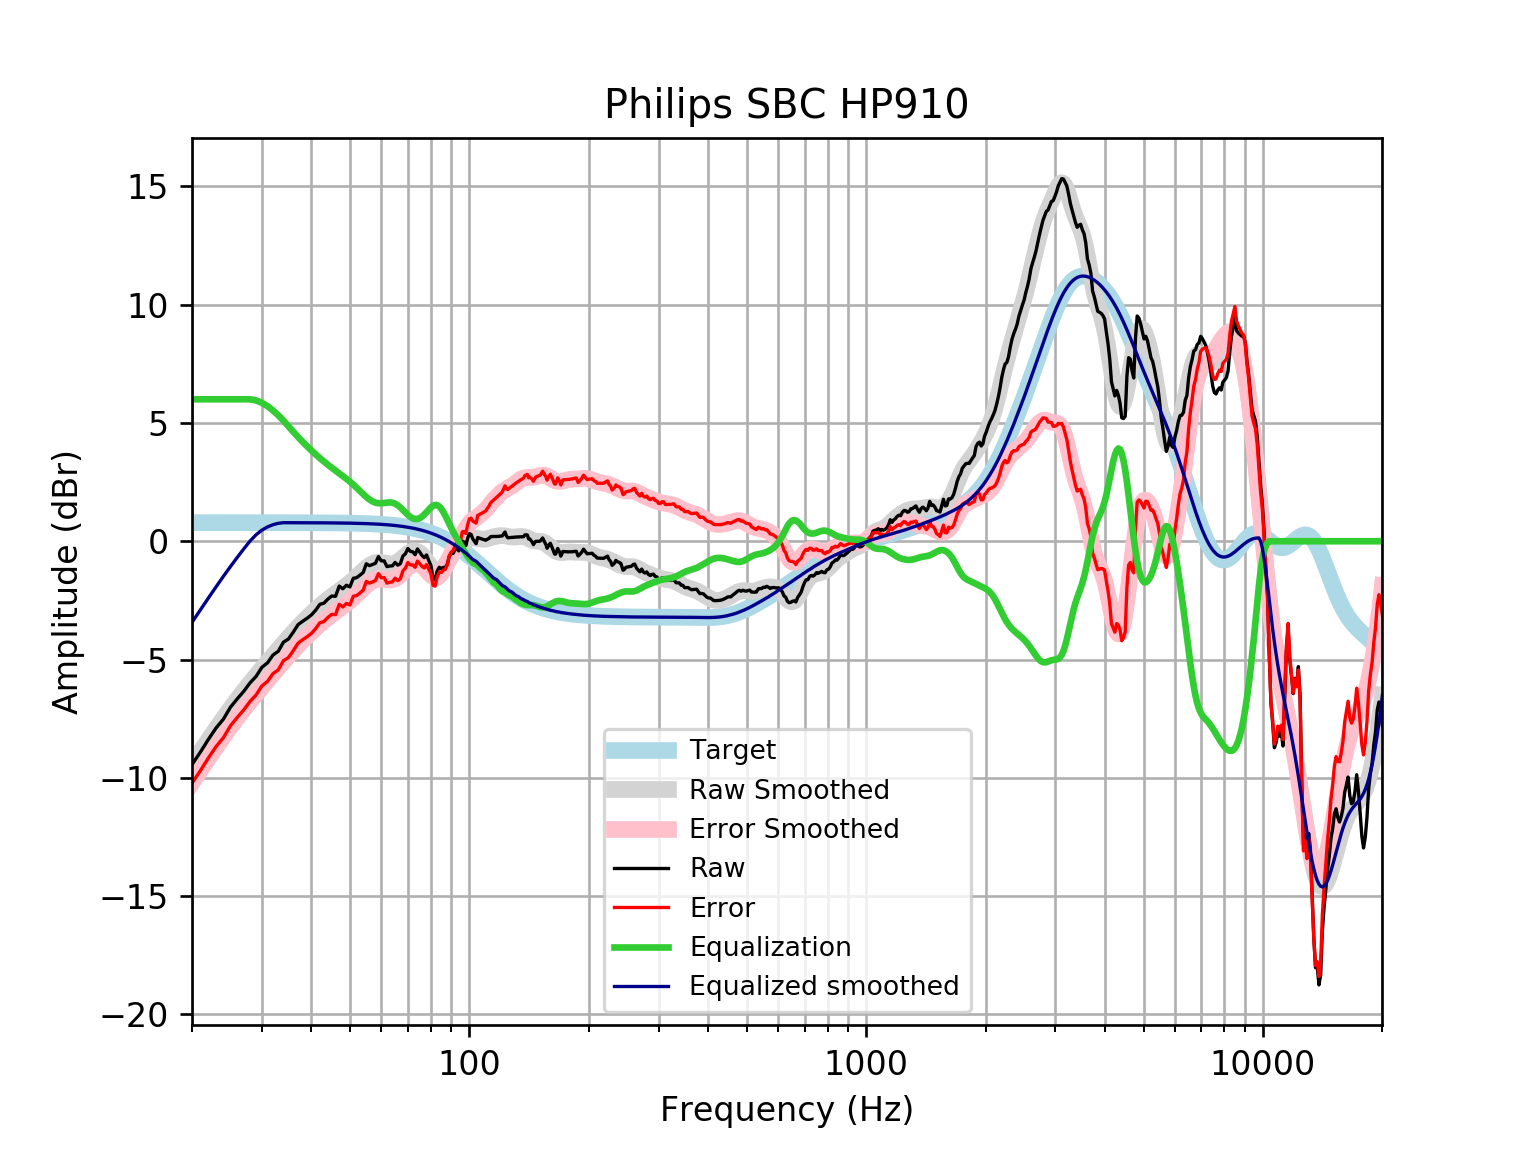 Philips SBC HP910
Amplitude (dBr)
15
10
5
0
−5
−10
−15
−20
Target
Raw Smoothed
Error Smoothed
Raw
Error
Equalization
Equalized smoothed
100
1000
10000
Frequency (Hz)